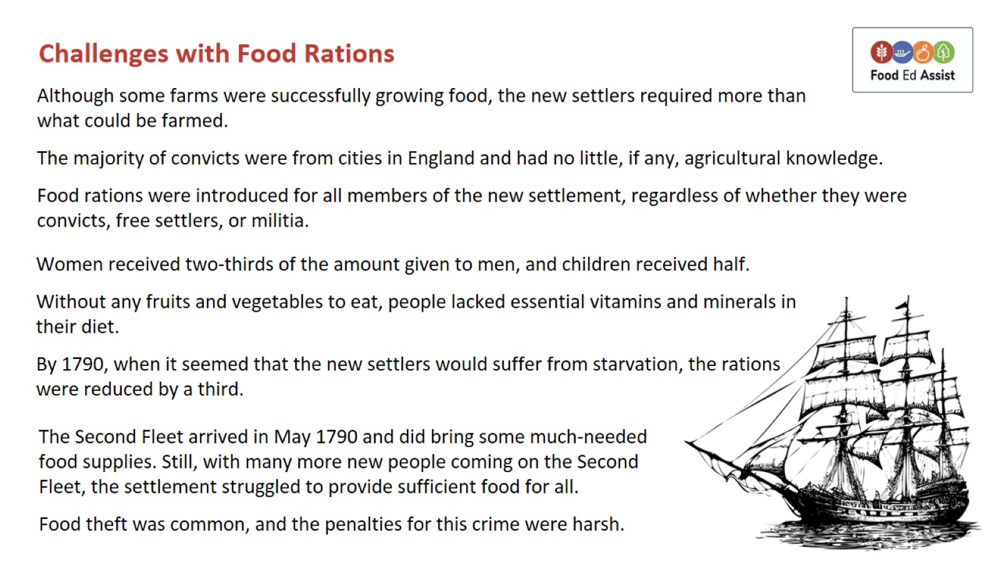 Challenges with Food Rations
Food Ed Assist
Although some farms were successfully growing food, the new settlers required more than
what could be farmed.
The majority of convicts were from cities in England and had no little, if any, agricultural knowledge.
Food rations were introduced for all members of the new settlement, regardless of whether they were
convicts, free settlers, or militia.
Women received two-thirds of the amount given to men, and children received half.
Without any fruits and vegetables to eat, people lacked essential vitamins and minerals in
their diet.
By 1790, when it seemed that the new settlers would suffer from starvation, the rations
were reduced by a third.
The Second Fleet arrived in May 1790 and did bring some much-needed
food supplies. Still, with many more new people coming on the Second
Fleet, the settlement struggled to provide sufficient food for all.
Food theft was common, and the penalties for this crime were harsh.